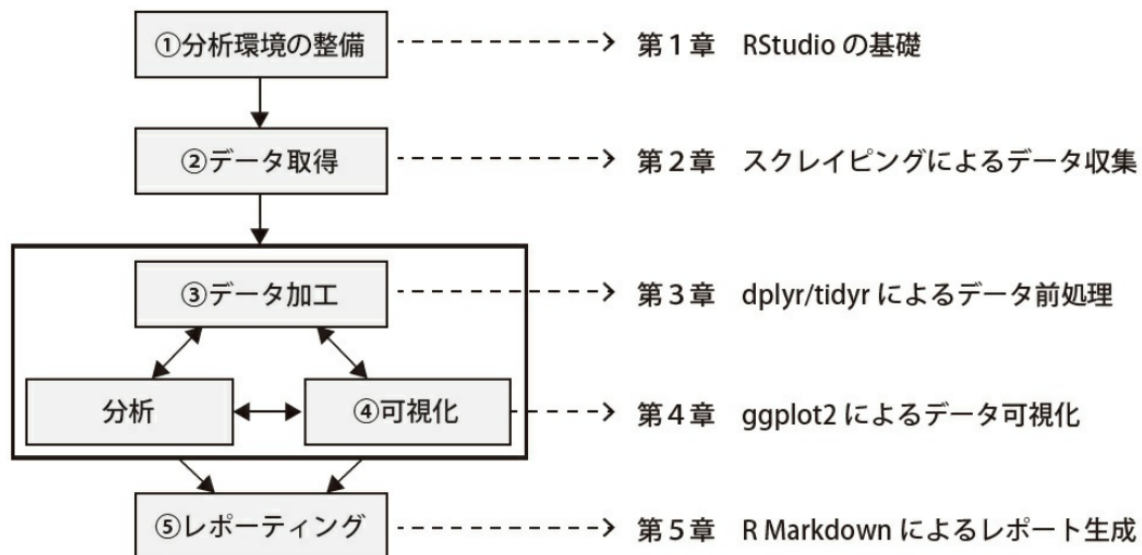 ①分析環境の整備 第1章 RStudio の基礎
②データ取得 第2章 スクレイピングによるデータ収集
③データ加工 第3章 dplyr/tidyr によるデータ前処理
分析 ④可視化 第4章 ggplot2 によるデータ可視化
⑤レポーティング 第5章 R Markdown によるレポート生成